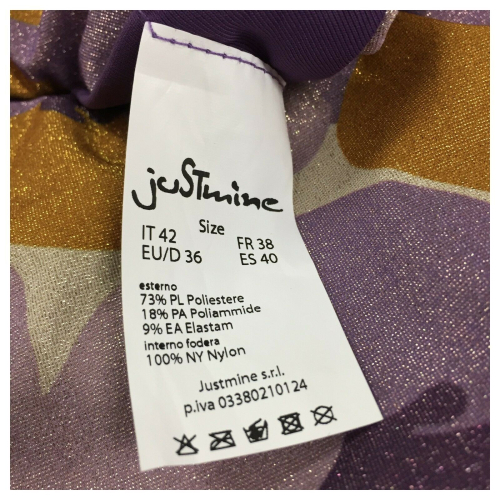 juSTmine
Size
IT 42 FR 38
EU/D 36 ES 40
esterno
73% PL Poliestere
18% PA Poliammide
9% EA Elastam
interno fodera
100% NY Nylon
Justmine s.r.l.
p.iva 03380210124